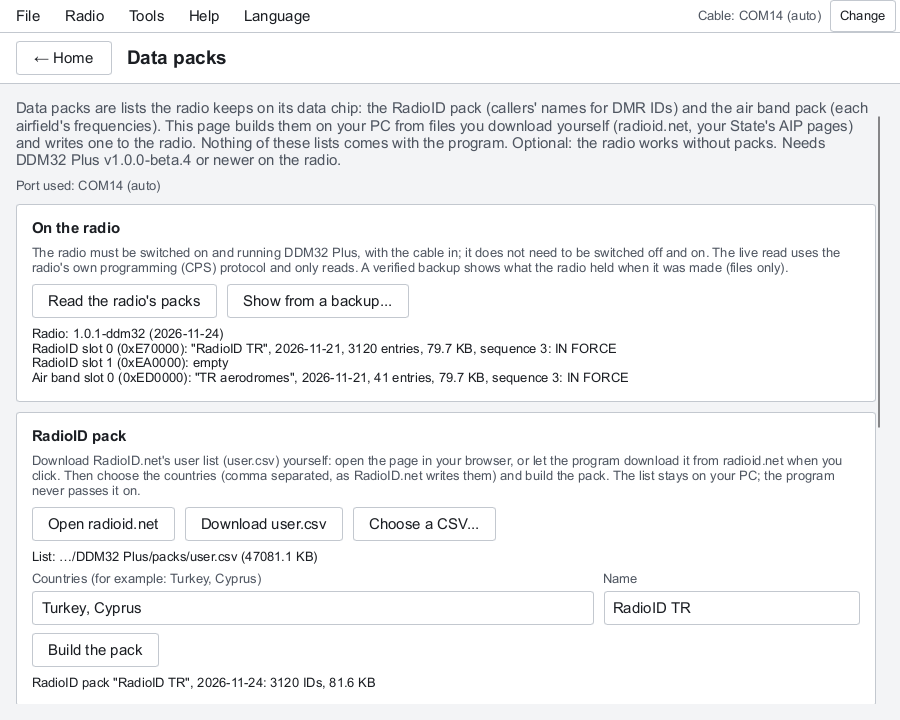 File Radio Tools Help Language Cable: COM14 (auto) Change
← Home Data packs
Data packs are lists the radio keeps on its data chip: the RadioID pack (callers' names for DMR IDs) and the air band pack (each
airfield's frequencies). This page builds them on your PC from files you download yourself (radioid.net, your State's AIP pages)
and writes one to the radio. Nothing of these lists comes with the program. Optional: the radio works without packs. Needs
DDM32 Plus v1.0.0-beta.4 or newer on the radio.
Port used: COM14 (auto)
On the radio
The radio must be switched on and running DDM32 Plus, with the cable in; it does not need to be switched off and on. The live read uses the
radio's own programming (CPS) protocol and only reads. A verified backup shows what the radio held when it was made (files only).
Read the radio's packs Show from a backup...
Radio: 1.0.1-ddm32 (2026-11-24)
RadioID slot 0 (0xE70000): "RadioID TR", 2026-11-21, 3120 entries, 79.7 KB, sequence 3: IN FORCE
RadioID slot 1 (0xEA0000): empty
Air band slot 0 (0xED0000): "TR aerodromes", 2026-11-21, 41 entries, 79.7 KB, sequence 3: IN FORCE
RadioID pack
Download RadioID.net's user list (user.csv) yourself: open the page in your browser, or let the program download it from radioid.net when you
click. Then choose the countries (comma separated, as RadioID.net writes them) and build the pack. The list stays on your PC; the program
never passes it on.
Open radioid.net Download user.csv Choose a CSV...
List: …/DDM32 Plus/packs/user.csv (47081.1 KB)
Countries (for example: Turkey, Cyprus) Name
Turkey, Cyprus RadioID TR
Build the pack
RadioID pack "RadioID TR", 2026-11-24: 3120 IDs, 81.6 KB